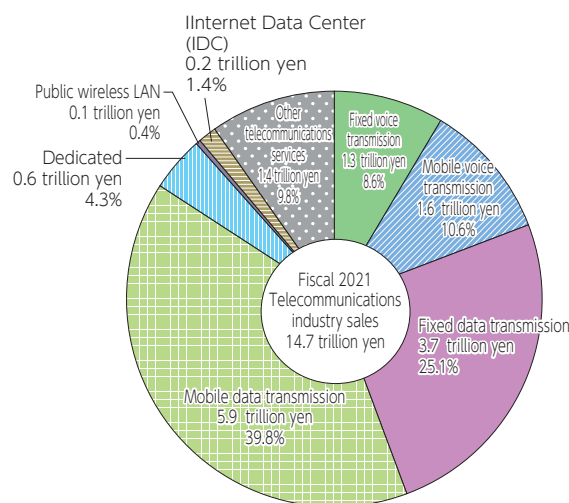 IInternet Data Center
(IDC)
0.2 trillion yen
1.4%
Public wireless LAN
0.1 trillion yen
0.4%
Dedicated
0.6 trillion yen
4.3%
Other
telecommunications
services
1.4 trillion yen
9.8%
Fixed voice
transmission
1.3 trillion yen
8.6%
Mobile voice
transmission
1.6 trillion yen
10.6%
Fiscal 2021
Telecommunications
industry sales
14.7 trillion yen
Fixed data transmission
3.7 trillion yen
25.1%
Mobile data transmission
5.9 trillion yen
39.8%